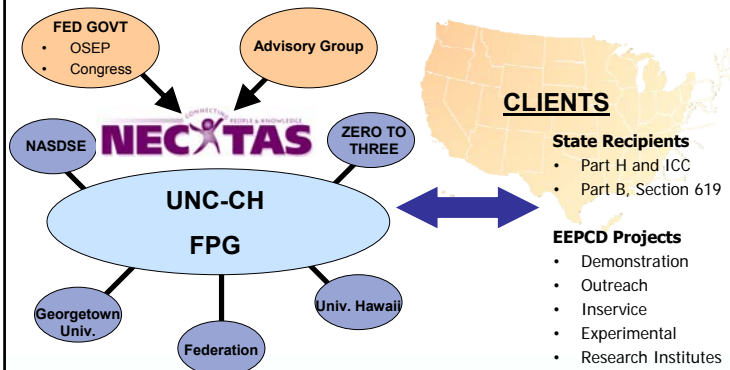 FED GOVT
• OSEP
• Congress
Advisory Group
CONNECTING PEOPLE & KNOWLEDGE
NEC TAS
NASDSE
ZERO TO
THREE
UNC-CH
FPG
Georgetown
Univ.
Federation
Univ. Hawaii
CLIENTS
State Recipients
• Part H and ICC
• Part B, Section 619
EEPCD Projects
• Demonstration
• Outreach
• Inservice
• Experimental
• Research Institutes